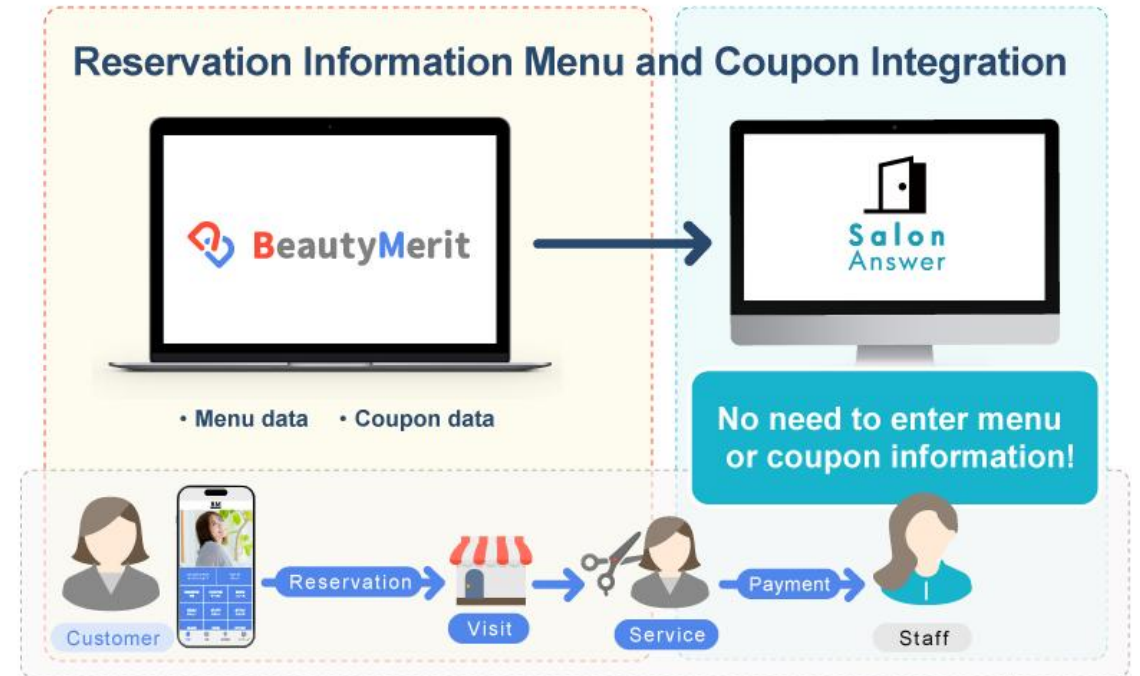 Reservation Information Menu and Coupon Integration
BeautyMerit
Salon
Answer
• Menu data • Coupon data
No need to enter menu
or coupon information!
BM
Reservation
Payment
Customer
Visit
Service
Staff